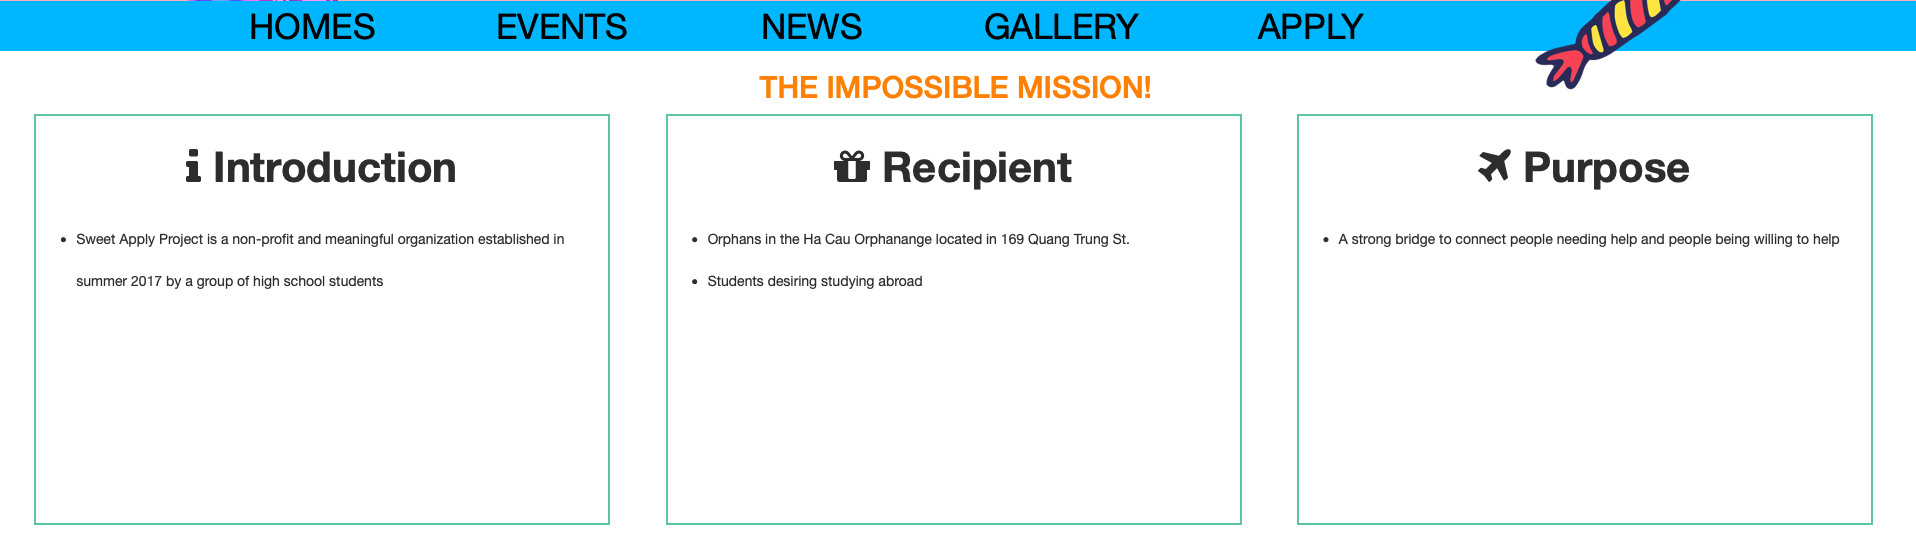 HOMES EVENTS NEWS GALLERY APPLY
THE IMPOSSIBLE MISSION!
Introduction
Sweet Apply Project is a non-profit and meaningful organization established in
summer 2017 by a group of high school students
Recipient
Orphans in the Ha Cau Orphanange located in 169 Quang Trung St.
Students desiring studying abroad
Purpose
A strong bridge to connect people needing help and people being willing to help